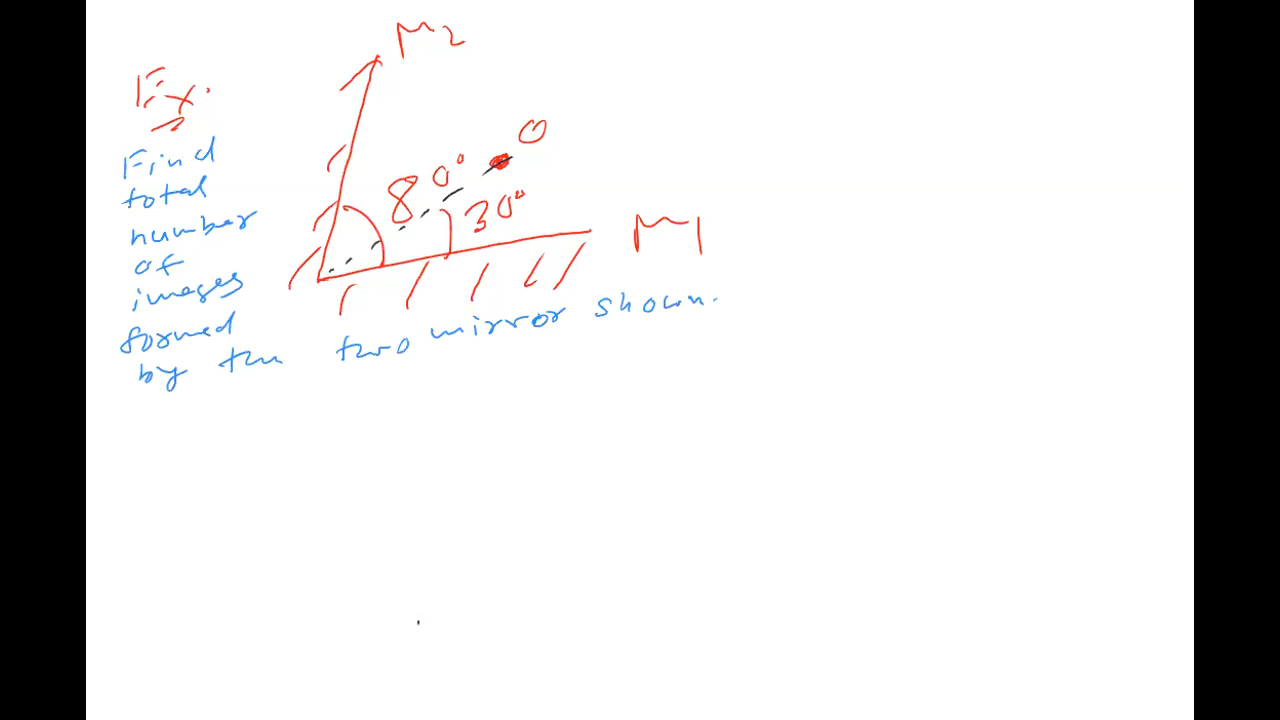 M2
Ex.
O
Find
80°
total
30°
number
M1
of
images
formed
by the two mirror shown.